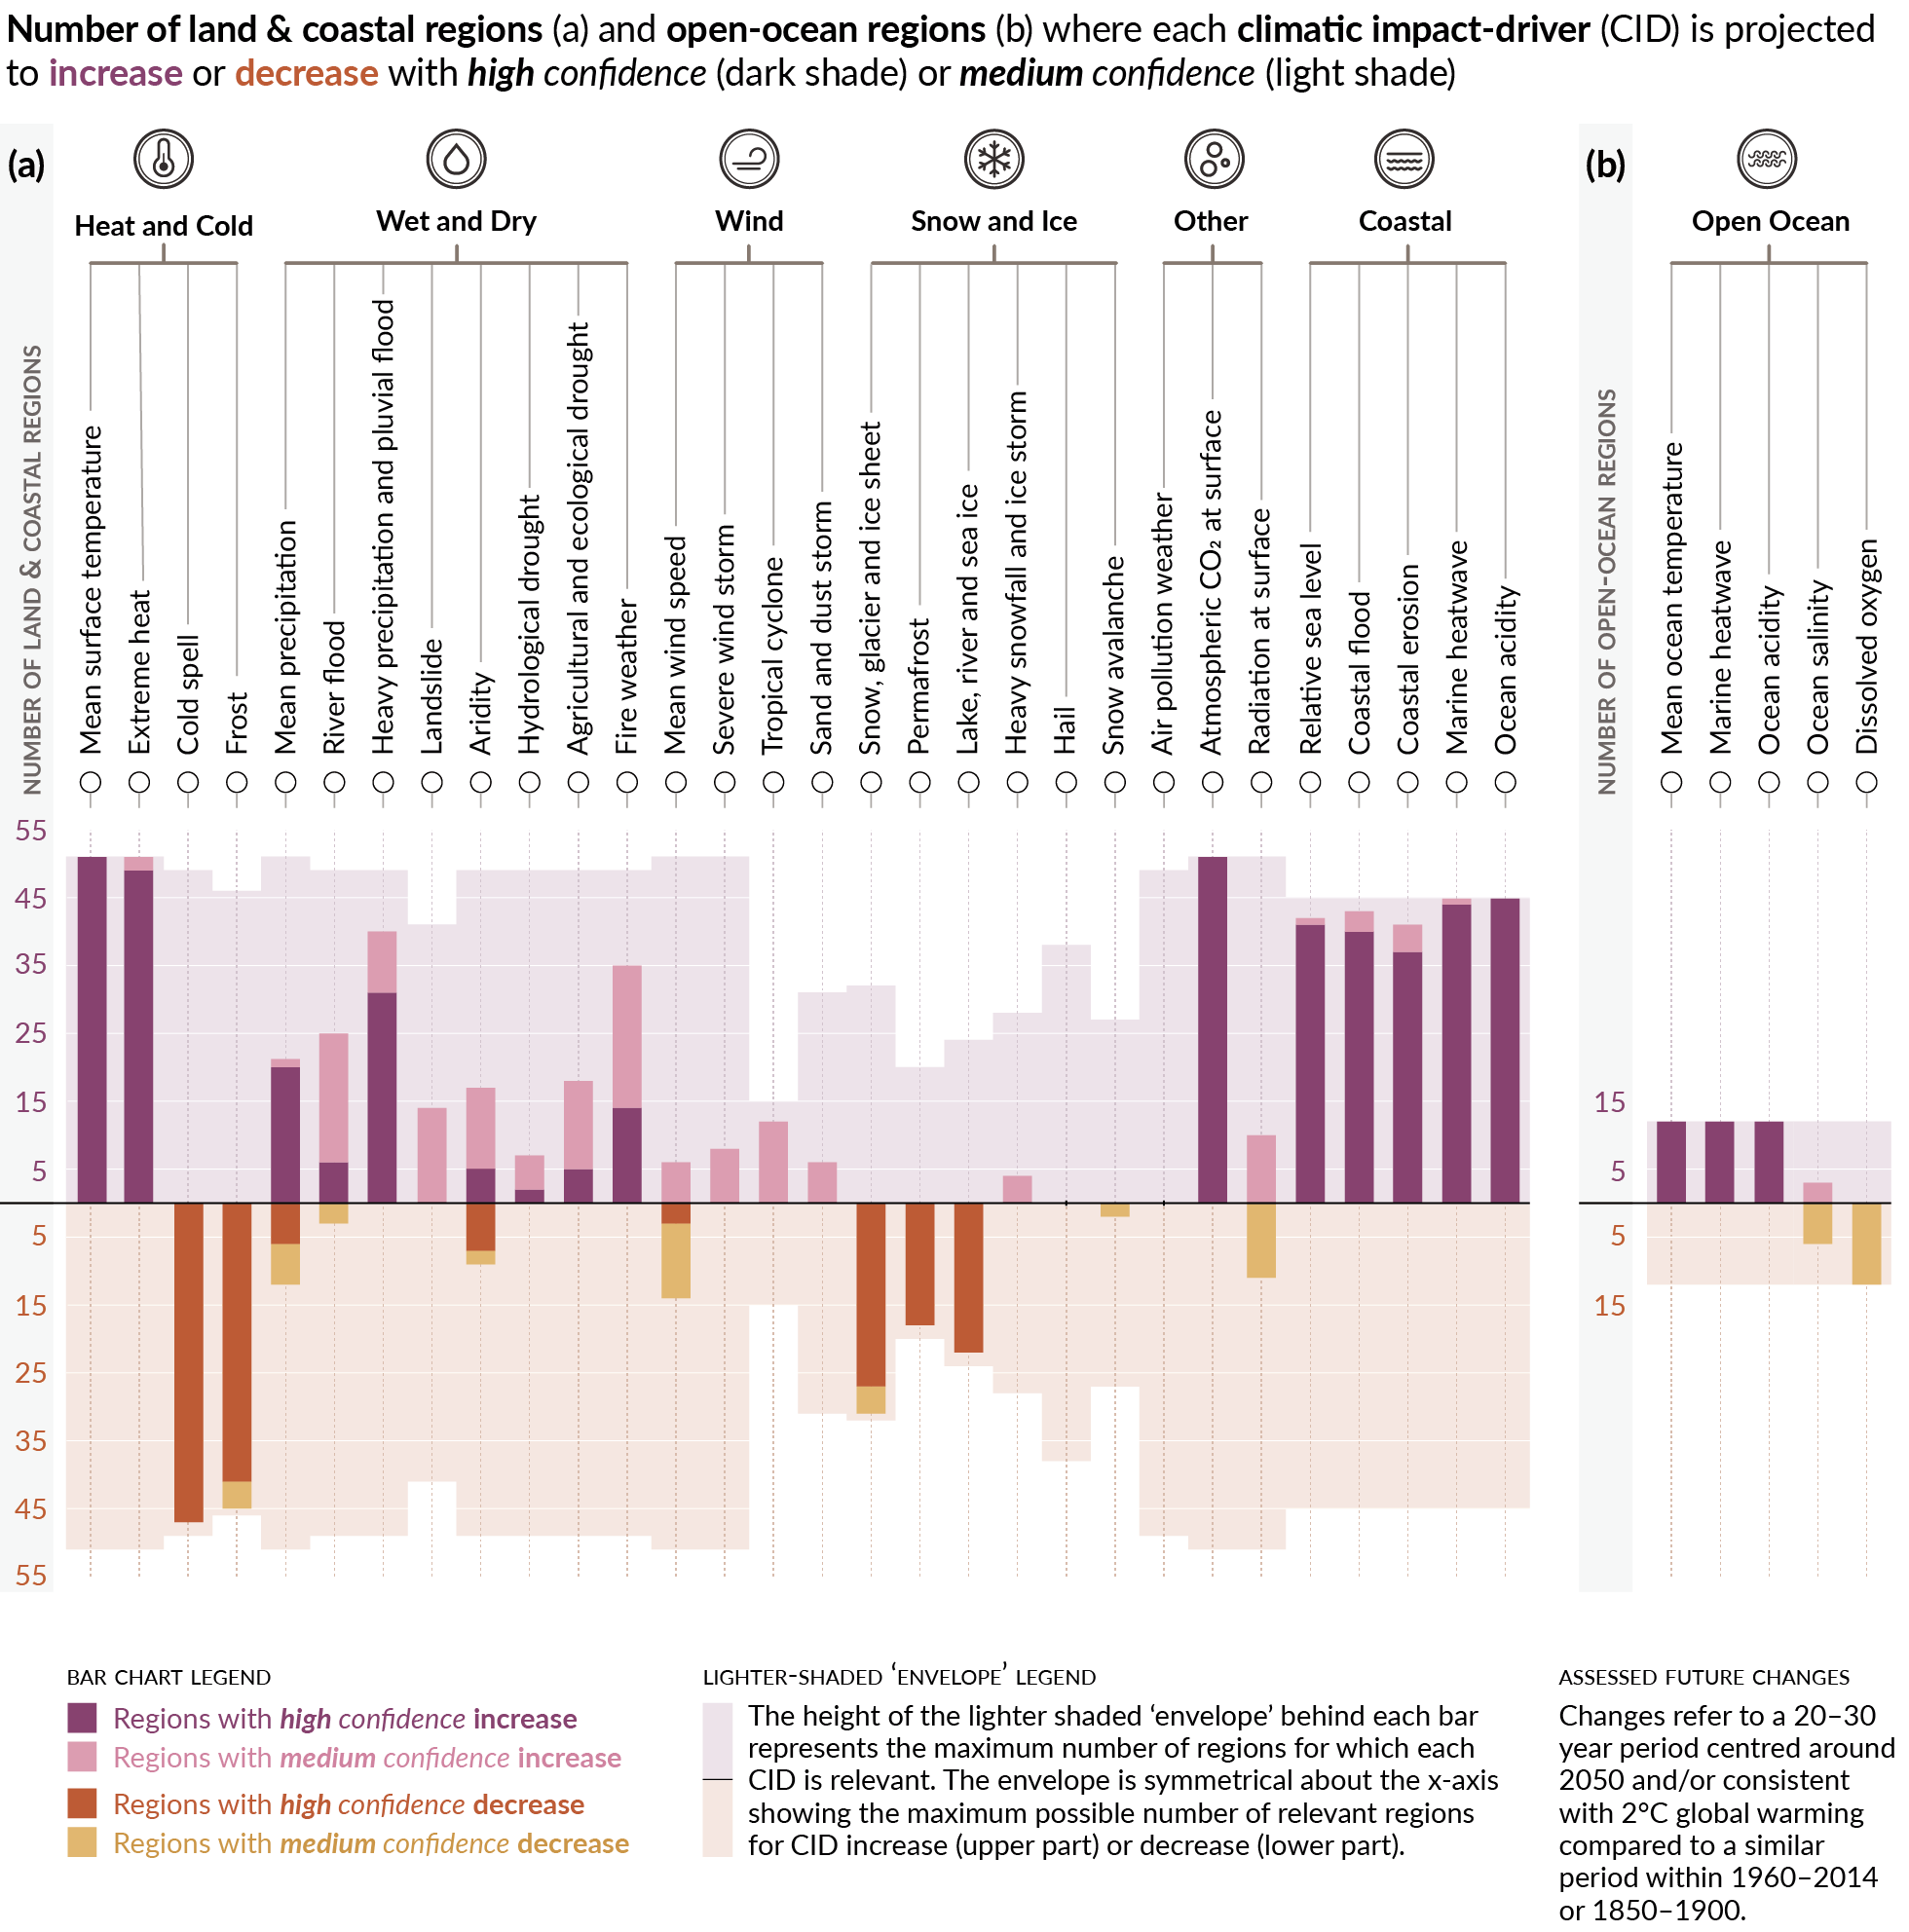 Number of land & coastal regions (a) and open-ocean regions (b) where each climatic impact-driver (CID) is projected
to increase or decrease with high confidence (dark shade) or medium confidence (light shade)
(a)
Heat and Cold
Wet and Dry
Wind
Snow and Ice
Other
Coastal
(b)
Open Ocean
NUMBER OF LAND & COASTAL REGIONS
Mean surface temperature
Extreme heat
Cold spell
Frost
Mean precipitation
River flood
Heavy precipitation and pluvial flood
Landslide
Aridity
Hydrological drought
Agricultural and ecological drought
Fire weather
Mean wind speed
Severe wind storm
Tropical cyclone
Sand and dust storm
Snow, glacier and ice sheet
Permafrost
Lake, river and sea ice
Heavy snowfall and ice storm
Hail
Snow avalanche
Air pollution weather
Atmospheric CO₂ at surface
Radiation at surface
Relative sea level
Coastal flood
Coastal erosion
Marine heatwave
Ocean acidity
NUMBER OF OPEN-OCEAN REGIONS
Mean ocean temperature
Marine heatwave
Ocean acidity
Ocean salinity
Dissolved oxygen
55
45
35
25
15
5
5
15
25
35
45
55
15
5
5
15
BAR CHART LEGEND
Regions with high confidence increase
Regions with medium confidence increase
Regions with high confidence decrease
Regions with medium confidence decrease
LIGHTER-SHADED ‘ENVELOPE’ LEGEND
The height of the lighter shaded ‘envelope’ behind each bar
represents the maximum number of regions for which each
CID is relevant. The envelope is symmetrical about the x-axis
showing the maximum possible number of relevant regions
for CID increase (upper part) or decrease (lower part).
ASSESSED FUTURE CHANGES
Changes refer to a 20–30
year period centred around
2050 and/or consistent
with 2°C global warming
compared to a similar
period within 1960–2014
or 1850–1900.